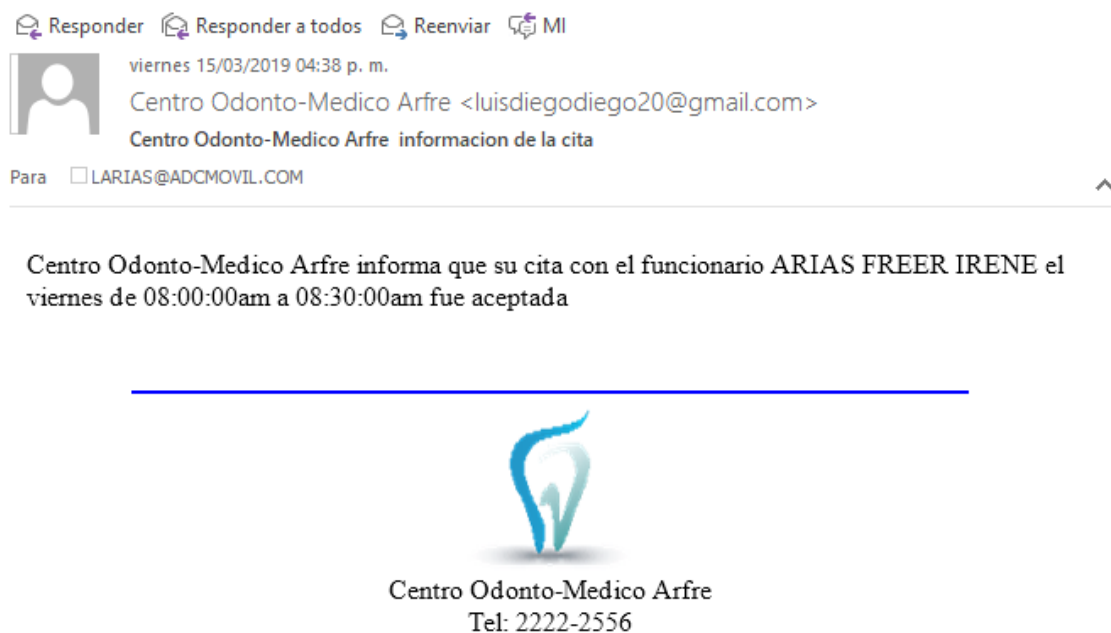 Responder Responder a todos Reenviar MI
viernes 15/03/2019 04:38 p. m.
Centro Odonto-Medico Arfre <luisdiegodiego20@gmail.com>
Centro Odonto-Medico Arfre informacion de la cita
Para LARIAS@ADCMOVIL.COM
Centro Odonto-Medico Arfre informa que su cita con el funcionario ARIAS FREER IRENE el
viernes de 08:00:00am a 08:30:00am fue aceptada
Centro Odonto-Medico Arfre
Tel: 2222-2556